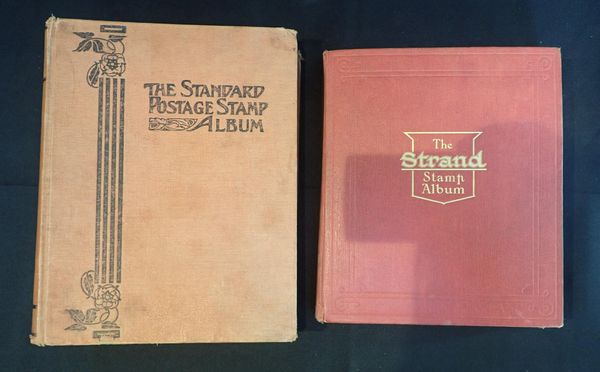 THE STANDARD
POSTAGE STAMP
ALBUM
The
Strand
Stamp
Album